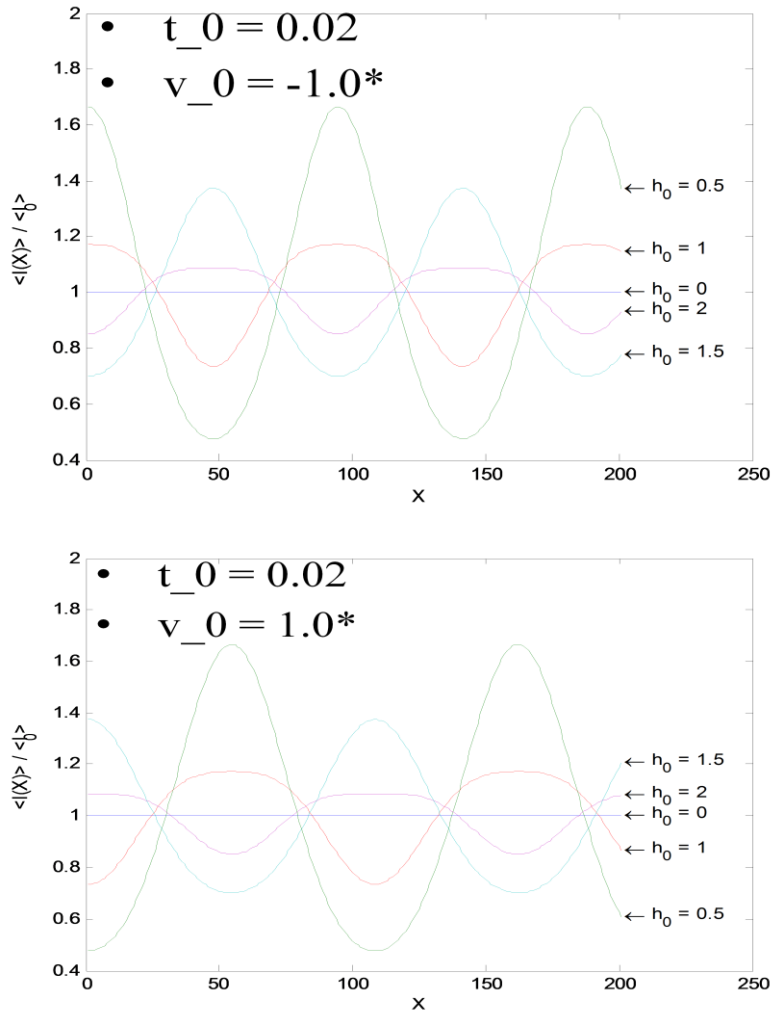 2
• t_0 = 0.02
1.8
• v_0 = -1.0*
1.6
1.4
← h0 = 0.5
1.2
← h0 = 1
1
← h0 = 0
← h0 = 2
0.8
← h0 = 1.5
0.6
0.4
0 50 100 150 200 250
X
<I(X)> / <I0>
2
• t_0 = 0.02
1.8
• v_0 = 1.0*
1.6
1.4
← h0 = 1.5
1.2
← h0 = 2
1
← h0 = 0
← h0 = 1
0.8
0.6
← h0 = 0.5
0.4
0 50 100 150 200 250
X
<I(X)> / <I0>